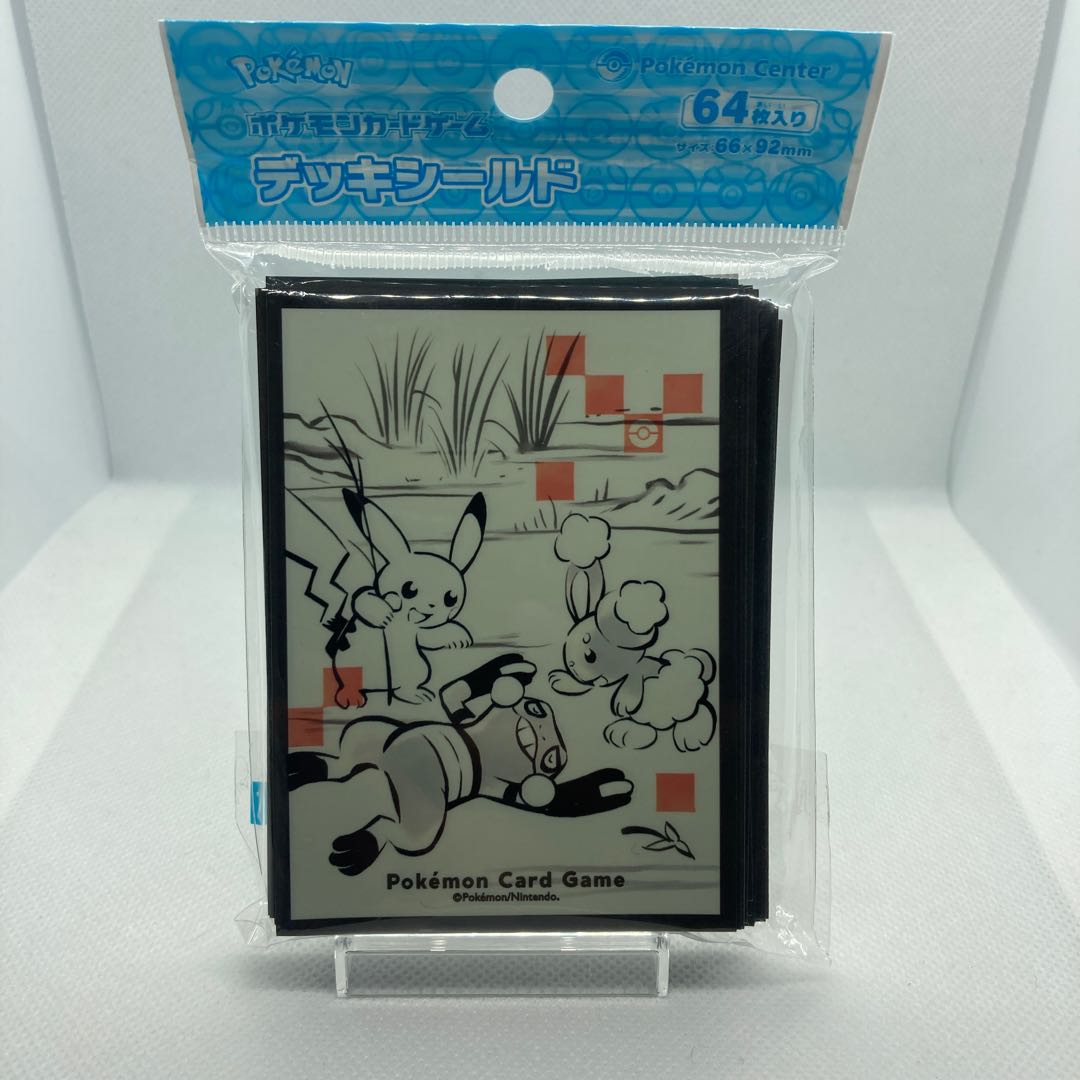 Pokémon
Pokémon Center
ポケモンカードゲーム
64枚入り
サイズ:66×92mm
デッキシールド
Pokémon Card Game
©Pokémon/Nintendo.